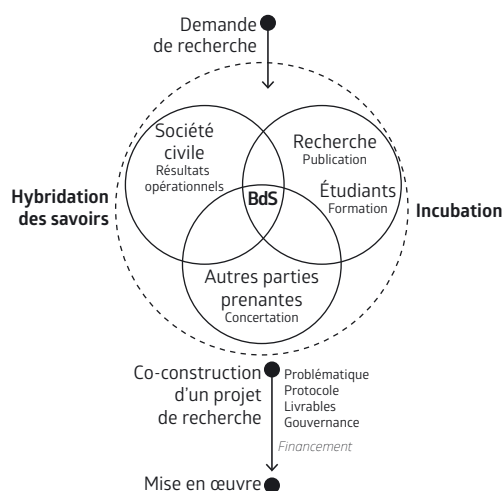 Demande
de recherche
Société
civile
Résultats
opérationnels
Recherche
Publication
Étudiants
Formation
BdS
Hybridation
des savoirs
Incubation
Autres parties
prenantes
Concertation
Co-construction
d'un projet
de recherche
Problématique
Protocole
Livrables
Gouvernance
Financement
Mise en œuvre